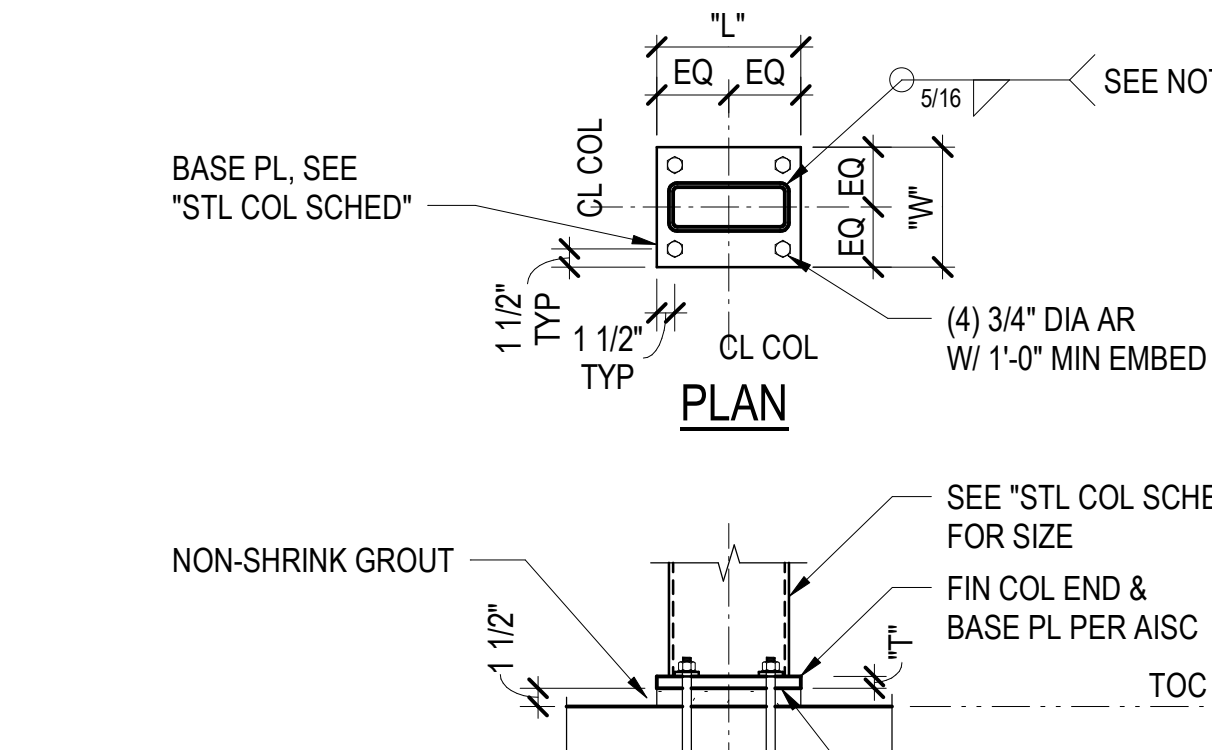 "L"
EQ EQ
5/16
SEE NOT
BASE PL, SEE
"STL COL SCHED"
CL COL
EQ
EQ
"W"
1 1/2"
TYP
1 1/2"
TYP
CL COL
(4) 3/4" DIA AR
W/ 1'-0" MIN EMBED
PLAN
SEE "STL COL SCHE
FOR SIZE
NON-SHRINK GROUT
FIN COL END &
BASE PL PER AISC
1 1/2"
"T"
TOC